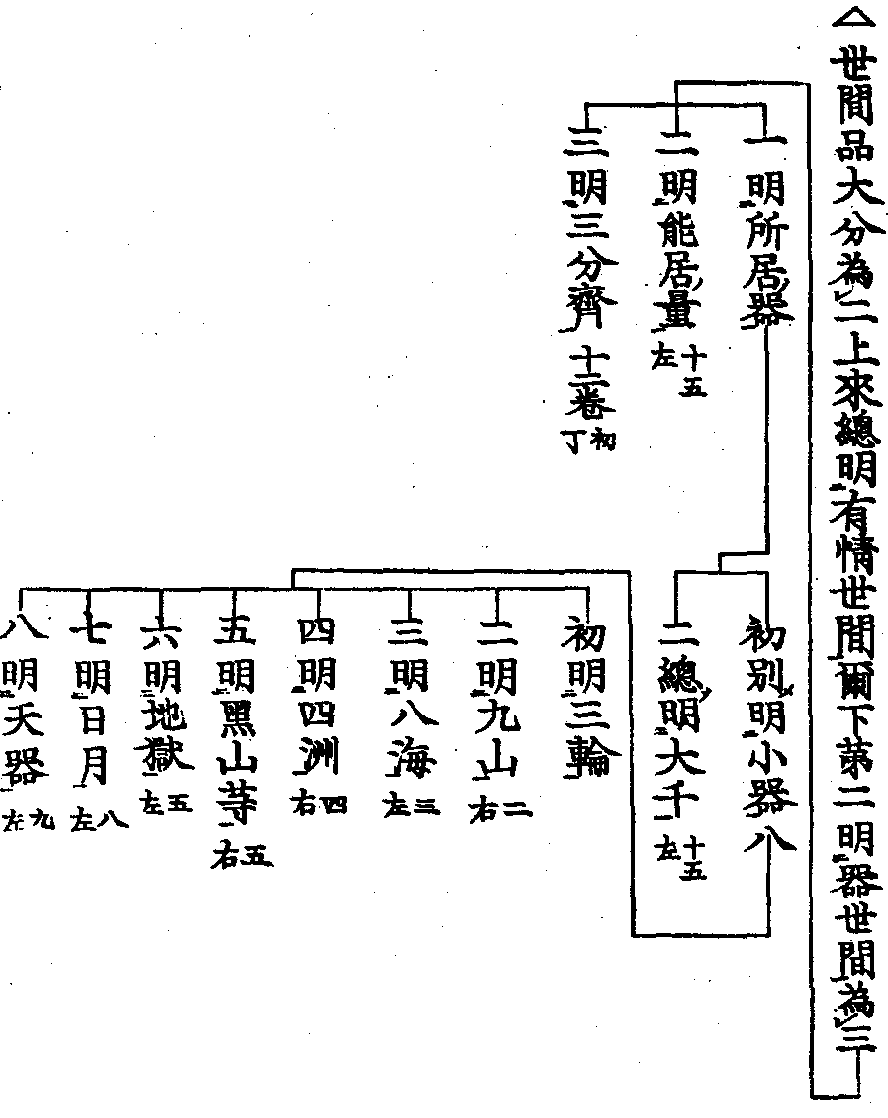 △世間品大分為二上來總明有情世間爾下第二明器世間為三
一明所居器
二明能居量 十五左
三明三分齊 十二卷初丁
初別明小器八
二總明大千 十五左
初明三輪
二明九山 二右
三明八海 三左
四明四洲 四右
五明黑山等 五右
六明地獄 五左
七明日月 八左
八明天器 九左